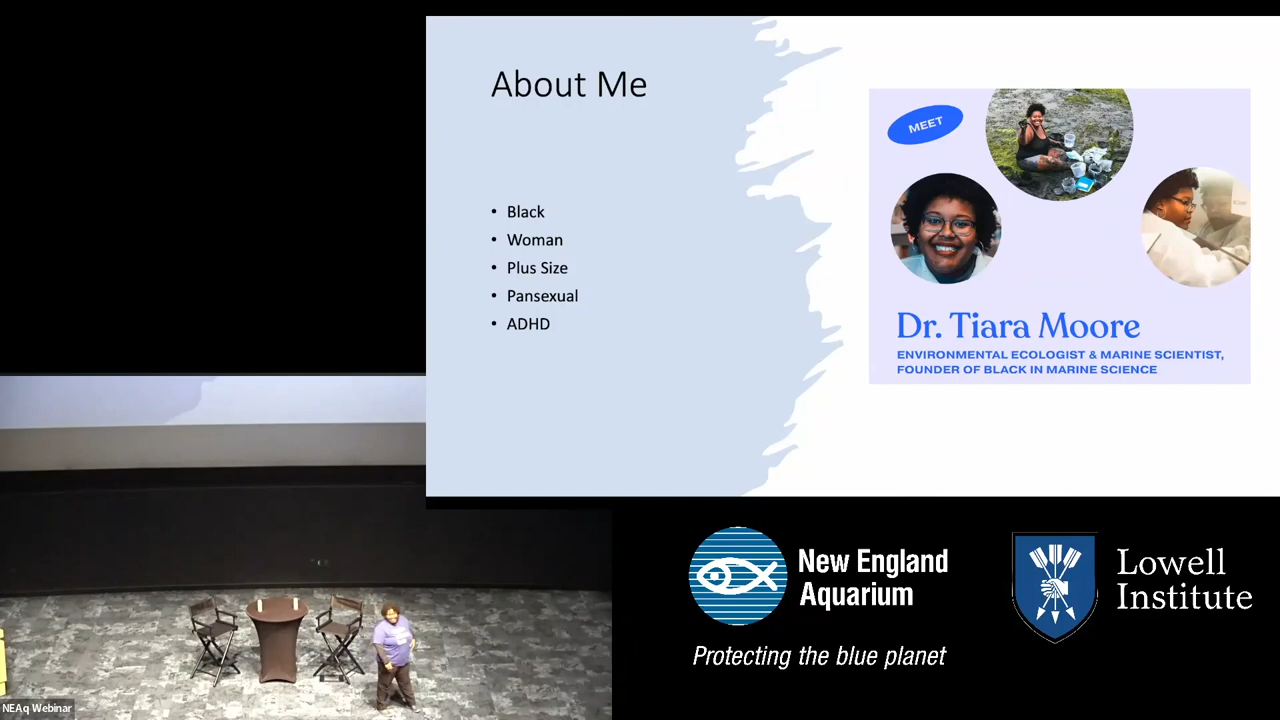 About Me
• Black
• Woman
• Plus Size
• Pansexual
• ADHD
MEET
Dr. Tiara Moore
ENVIRONMENTAL ECOLOGIST & MARINE SCIENTIST,
FOUNDER OF BLACK IN MARINE SCIENCE
New England
Aquarium
Protecting the blue planet
Lowell
Institute
NEAq Webinar